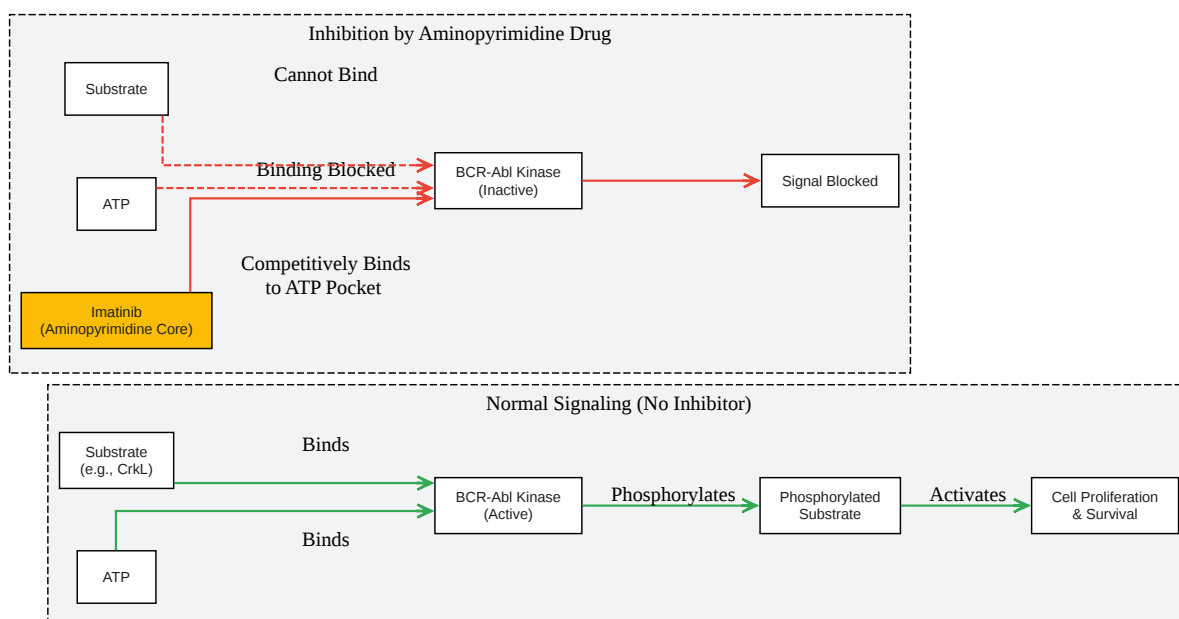 Inhibition by Aminopyrimidine Drug
Cannot Bind
Substrate
Binding Blocked
BCR-Abl Kinase
(Inactive)
Signal Blocked
ATP
Competitively Binds
to ATP Pocket
Imatinib
(Aminopyrimidine Core)
Normal Signaling (No Inhibitor)
Substrate
(e.g., CrkL)
Binds
BCR-Abl Kinase
(Active)
Phosphorylates
Phosphorylated
Substrate
Activates
Cell Proliferation
& Survival
Binds
ATP